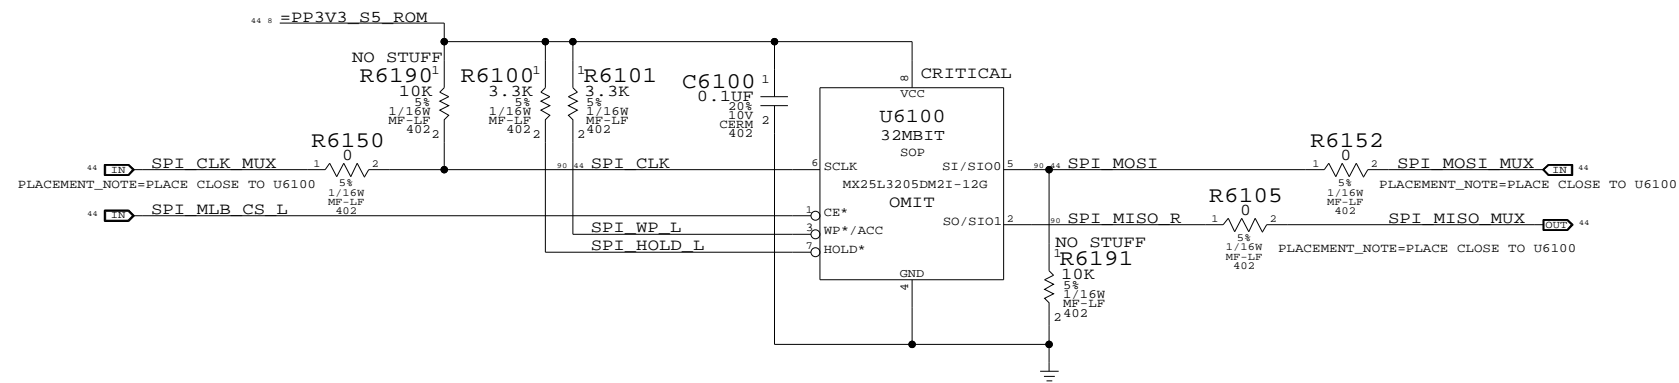 44 8 =PP3V3_S5_ROM
NO STUFF
R6190
10K
5%
1/16W
MF-LF
402
1
2
R6100
3.3K
5%
1/16W
MF-LF
402
1
2
R6101
3.3K
5%
1/16W
MF-LF
402
1
2
C6100
0.1UF
20%
10V
CERM
402
1
2
CRITICAL
8
VCC
U6100
32MBIT
SOP
MX25L3205DM2I-12G
OMIT
6 SCLK
1 CE*
3 WP*/ACC
7 HOLD*
SI/SIO0 5
SO/SIO1 2
GND
4
R6150
0
1 2
5%
1/16W
MF-LF
402
44 IN SPI_CLK_MUX
PLACEMENT_NOTE=PLACE CLOSE TO U6100
44 IN SPI_MLB_CS_L
90 44 SPI_CLK
SPI_WP_L
SPI_HOLD_L
90 44 SPI_MOSI
R6152
0
1 2
5%
1/16W
MF-LF
402
SPI_MOSI_MUX IN 44
PLACEMENT_NOTE=PLACE CLOSE TO U6100
90 SPI_MISO_R
R6105
0
1 2
5%
1/16W
MF-LF
402
SPI_MISO_MUX OUT 44
PLACEMENT_NOTE=PLACE CLOSE TO U6100
NO STUFF
R6191
10K
5%
1/16W
MF-LF
402
1
2